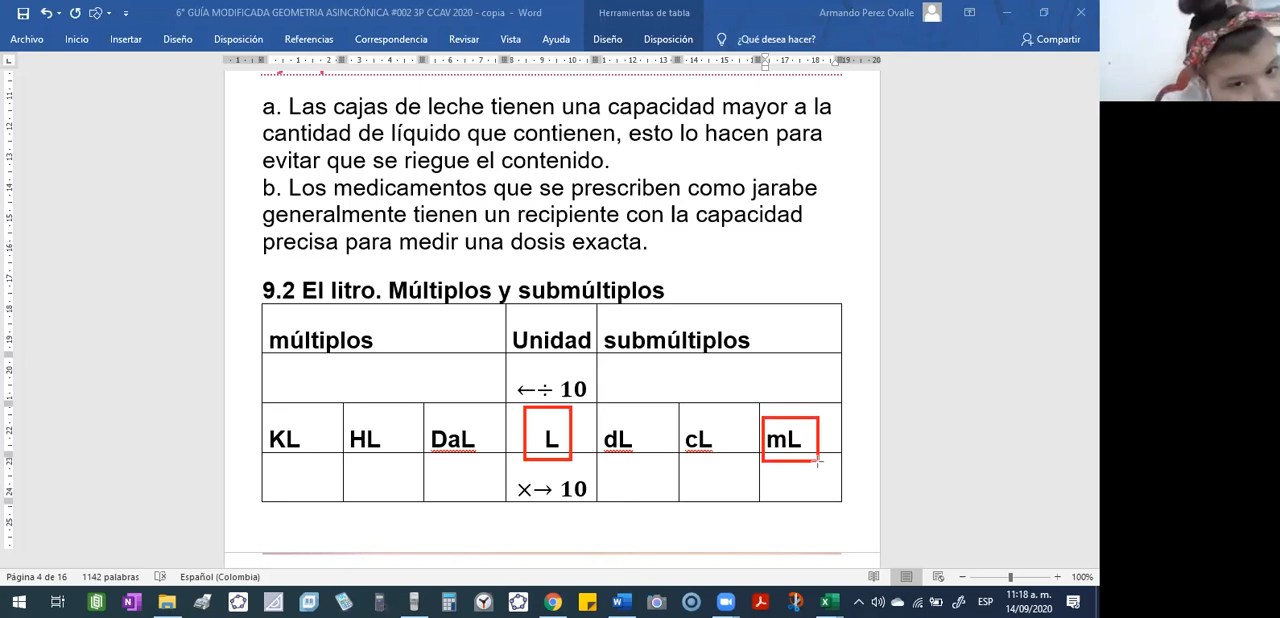 6° GUÍA MODIFICADA GEOMETRIA ASINCRÓNICA #002 3P CCAV 2020 - copia - Word
Herramientas de tabla
Armando Perez Ovalle
Archivo Inicio Insertar Diseño Disposición Referencias Correspondencia Revisar Vista Ayuda Diseño Disposición ¿Qué desea hacer? Compartir
a. Las cajas de leche tienen una capacidad mayor a la
cantidad de líquido que contienen, esto lo hacen para
evitar que se riegue el contenido.
b. Los medicamentos que se prescriben como jarabe
generalmente tienen un recipiente con la capacidad
precisa para medir una dosis exacta.
9.2 El litro. Múltiplos y submúltiplos
múltiplos Unidad submúltiplos
←÷ 10
KL HL DaL L dL cL mL
×→ 10
Página 4 de 16 1142 palabras Español (Colombia) 100%
ESP
11:18 a. m.
14/09/2020